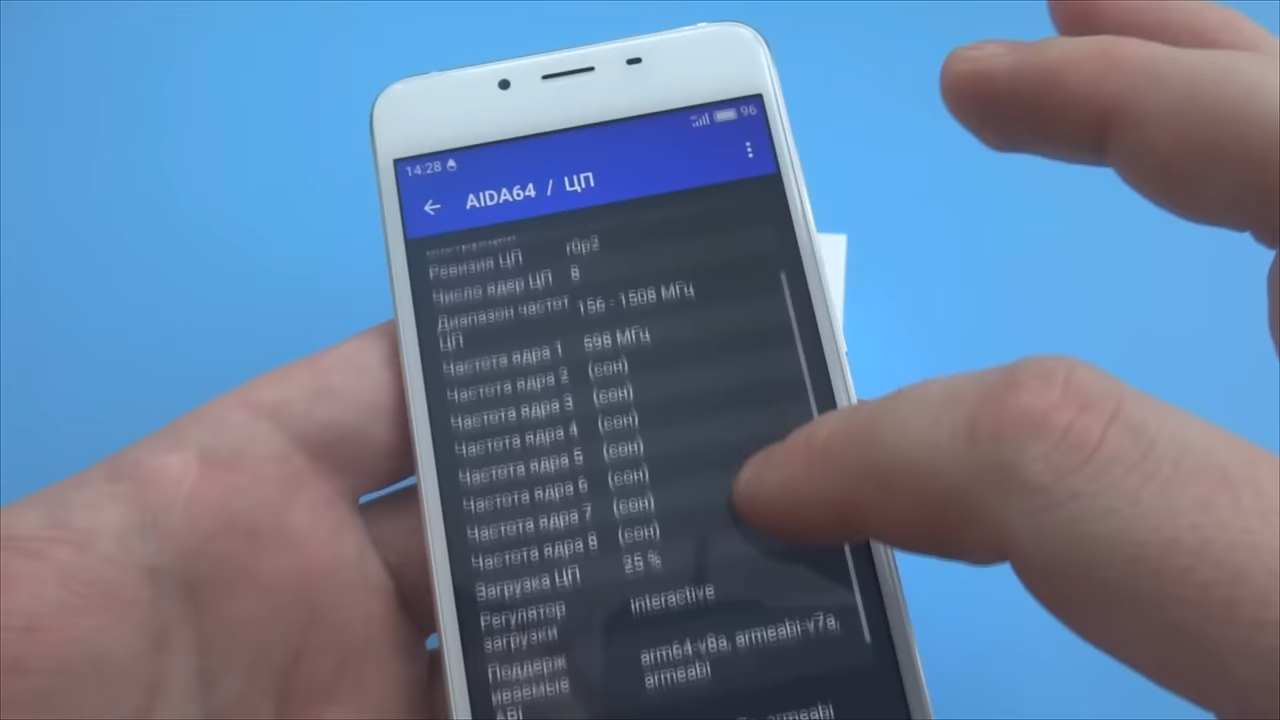 14:28 96
AIDA64 / ЦП
Ревизия ЦП r0p2
Число ядер ЦП 8
Диапазон частот 156 - 1508 МГц
ЦП
Частота ядра 1 598 МГц
Частота ядра 2 (сон)
Частота ядра 3 (сон)
Частота ядра 4 (сон)
Частота ядра 5 (сон)
Частота ядра 6 (сон)
Частота ядра 7 (сон)
Частота ядра 8 (сон)
Загрузка ЦП 25 %
Регулятор interactive
загрузки
Поддерж arm64-v8a, armeabi-v7a,
иваемые armeabi
ABI
armeabi